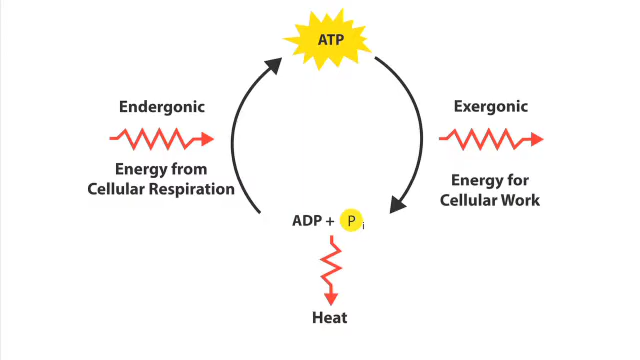 ATP
Endergonic
Exergonic
Energy from
Cellular Respiration
Energy for
Cellular Work
ADP + P i
Heat